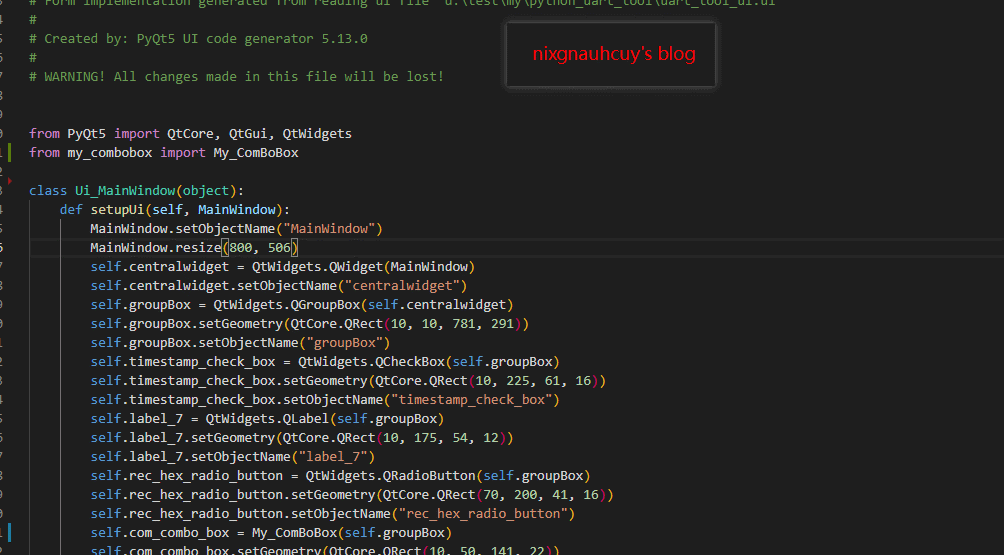 # Form implementation generated from reading ui file 'd:\test\my\python_uart_tool\uart_tool_ui.ui'
#
# Created by: PyQt5 UI code generator 5.13.0
#
# WARNING! All changes made in this file will be lost!
nixgnauhcuy's blog
from PyQt5 import QtCore, QtGui, QtWidgets
from my_combobox import My_ComBoBox
class Ui_MainWindow(object):
def setupUi(self, MainWindow):
MainWindow.setObjectName("MainWindow")
MainWindow.resize(800, 506)
self.centralwidget = QtWidgets.QWidget(MainWindow)
self.centralwidget.setObjectName("centralwidget")
self.groupBox = QtWidgets.QGroupBox(self.centralwidget)
self.groupBox.setGeometry(QtCore.QRect(10, 10, 781, 291))
self.groupBox.setObjectName("groupBox")
self.timestamp_check_box = QtWidgets.QCheckBox(self.groupBox)
self.timestamp_check_box.setGeometry(QtCore.QRect(10, 225, 61, 16))
self.timestamp_check_box.setObjectName("timestamp_check_box")
self.label_7 = QtWidgets.QLabel(self.groupBox)
self.label_7.setGeometry(QtCore.QRect(10, 175, 54, 12))
self.label_7.setObjectName("label_7")
self.rec_hex_radio_button = QtWidgets.QRadioButton(self.groupBox)
self.rec_hex_radio_button.setGeometry(QtCore.QRect(70, 200, 41, 16))
self.rec_hex_radio_button.setObjectName("rec_hex_radio_button")
self.com_combo_box = My_ComBoBox(self.groupBox)
self.com_combo_box.setGeometry(QtCore.QRect(10, 50, 141, 22))